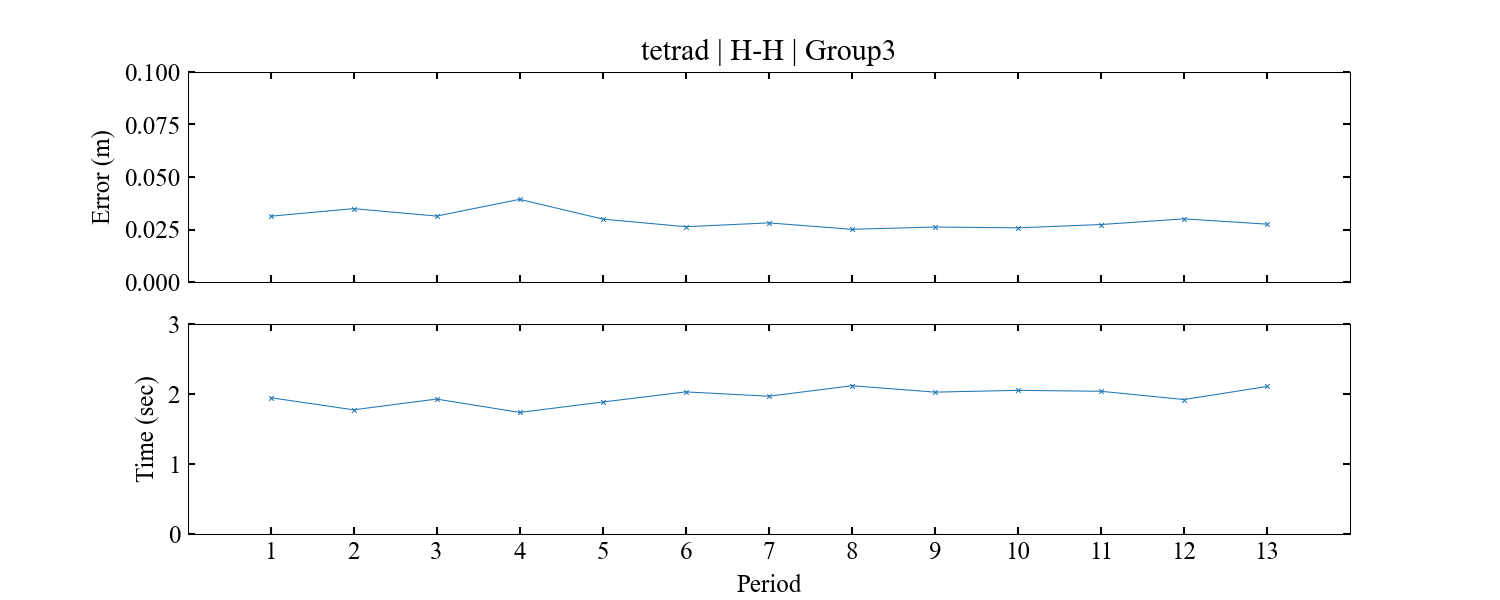 tetrad | H-H | Group3
0.100
0.075
0.050
0.025
0.000
Error (m)
3
2
1
0
Time (sec)
1 2 3 4 5 6 7 8 9 10 11 12 13
Period